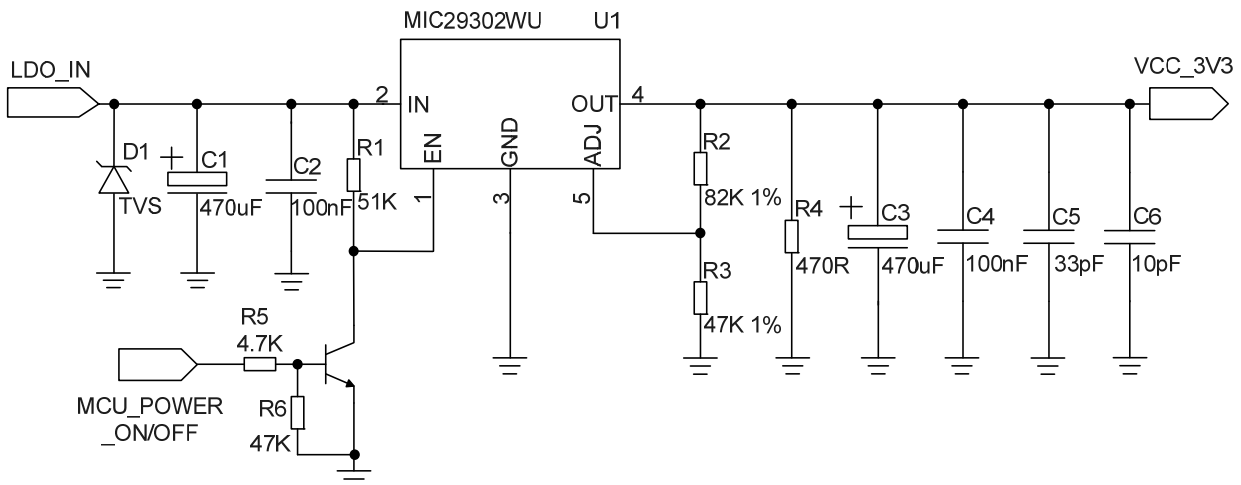 MIC29302WU U1
LDO_IN
VCC_3V3
2 IN
OUT 4
EN
GND
ADJ
1
3
5
D1
TVS
C1
470uF
C2
100nF
R1
51K
R2
82K 1%
R3
47K 1%
R4
470R
C3
470uF
C4
100nF
C5
33pF
C6
10pF
R5
4.7K
MCU_POWER
_ON/OFF
R6
47K